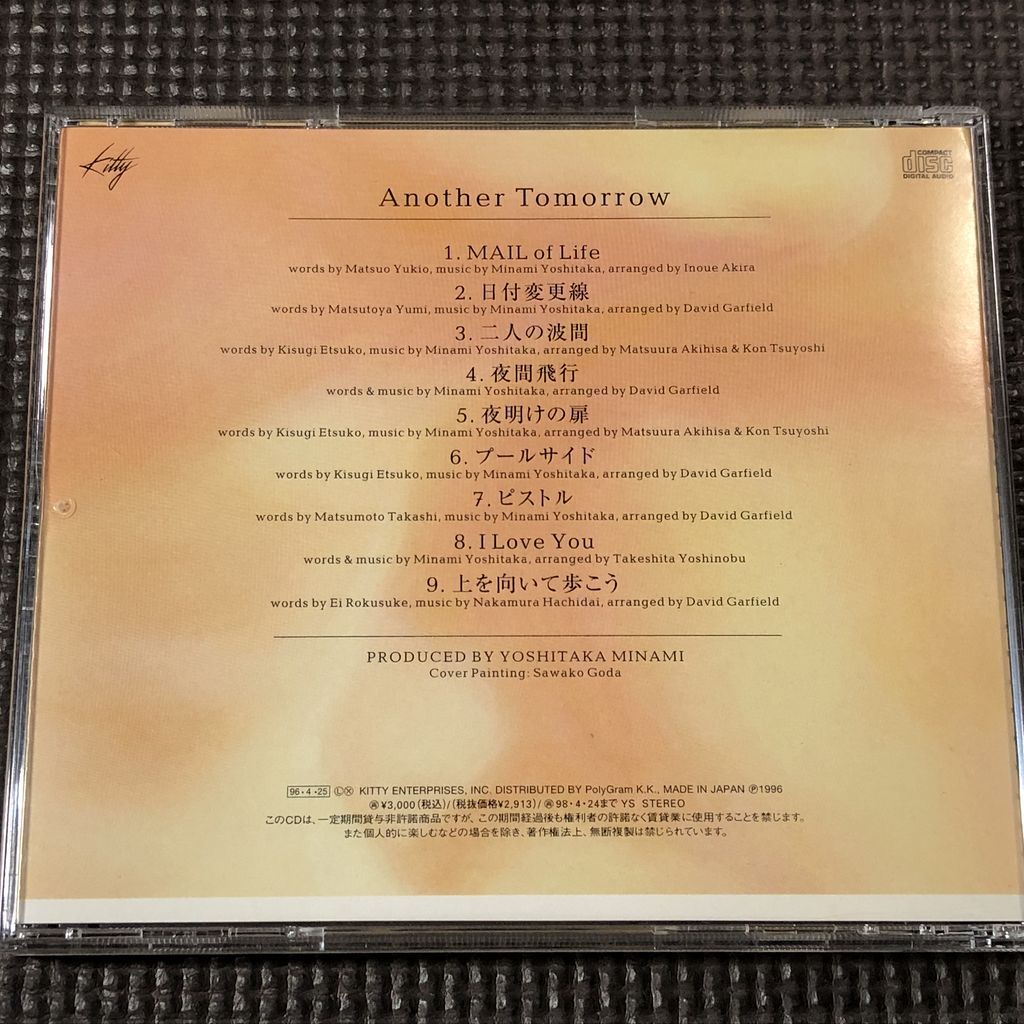 Kitty
COMPACT
disc
DIGITAL AUDIO
Another Tomorrow
1. MAIL of Life
words by Matsuo Yukio, music by Minami Yoshitaka, arranged by Inoue Akira
2. 日付変更線
words by Matsutoya Yumi, music by Minami Yoshitaka, arranged by David Garfield
3. 二人の波間
words by Kisugi Etsuko, music by Minami Yoshitaka, arranged by Matsuura Akihisa & Kon Tsuyoshi
4. 夜間飛行
words & music by Minami Yoshitaka, arranged by David Garfield
5. 夜明けの扉
words by Kisugi Etsuko, music by Minami Yoshitaka, arranged by Matsuura Akihisa & Kon Tsuyoshi
6. プールサイド
words by Kisugi Etsuko, music by Minami Yoshitaka, arranged by David Garfield
7. ピストル
words by Matsumoto Takashi, music by Minami Yoshitaka, arranged by David Garfield
8. I Love You
words & music by Minami Yoshitaka, arranged by Takeshita Yoshinobu
9. 上を向いて歩こう
words by Ei Rokusuke, music by Nakamura Hachidai, arranged by David Garfield
PRODUCED BY YOSHITAKA MINAMI
Cover Painting: Sawako Goda
96・4・25 Ⓛⓧ KITTY ENTERPRISES, INC. DISTRIBUTED BY PolyGram K.K., MADE IN JAPAN Ⓟ1996
㊢¥3,000(税込)/(税抜価格¥2,913)/㊢98・4・24まで YS STEREO
このCDは、一定期間貸与非許諾商品ですが、この期間経過後も権利者の許諾なく賃貸業に使用することを禁じます。
また個人的に楽しむなどの場合を除き、著作権法上、無断複製は禁じられています。